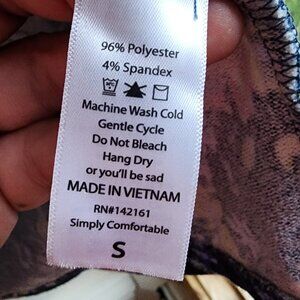 96% Polyester
4% Spandex
Machine Wash Cold
Gentle Cycle
Do Not Bleach
Hang Dry
or you'll be sad
MADE IN VIETNAM
RN#142161
Simply Comfortable
S